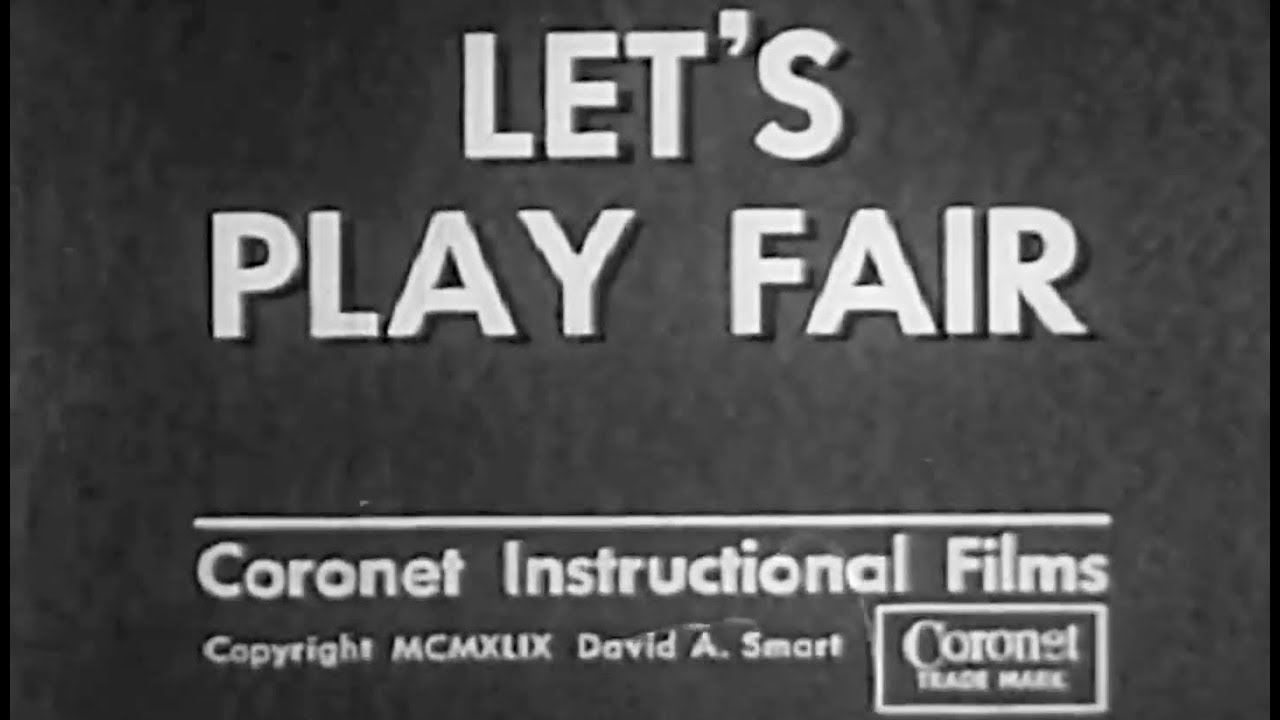 LET'S
PLAY FAIR
Coronet Instructional Films
Copyright MCMXLIX David A. Smart
Coronet
TRADE MARK